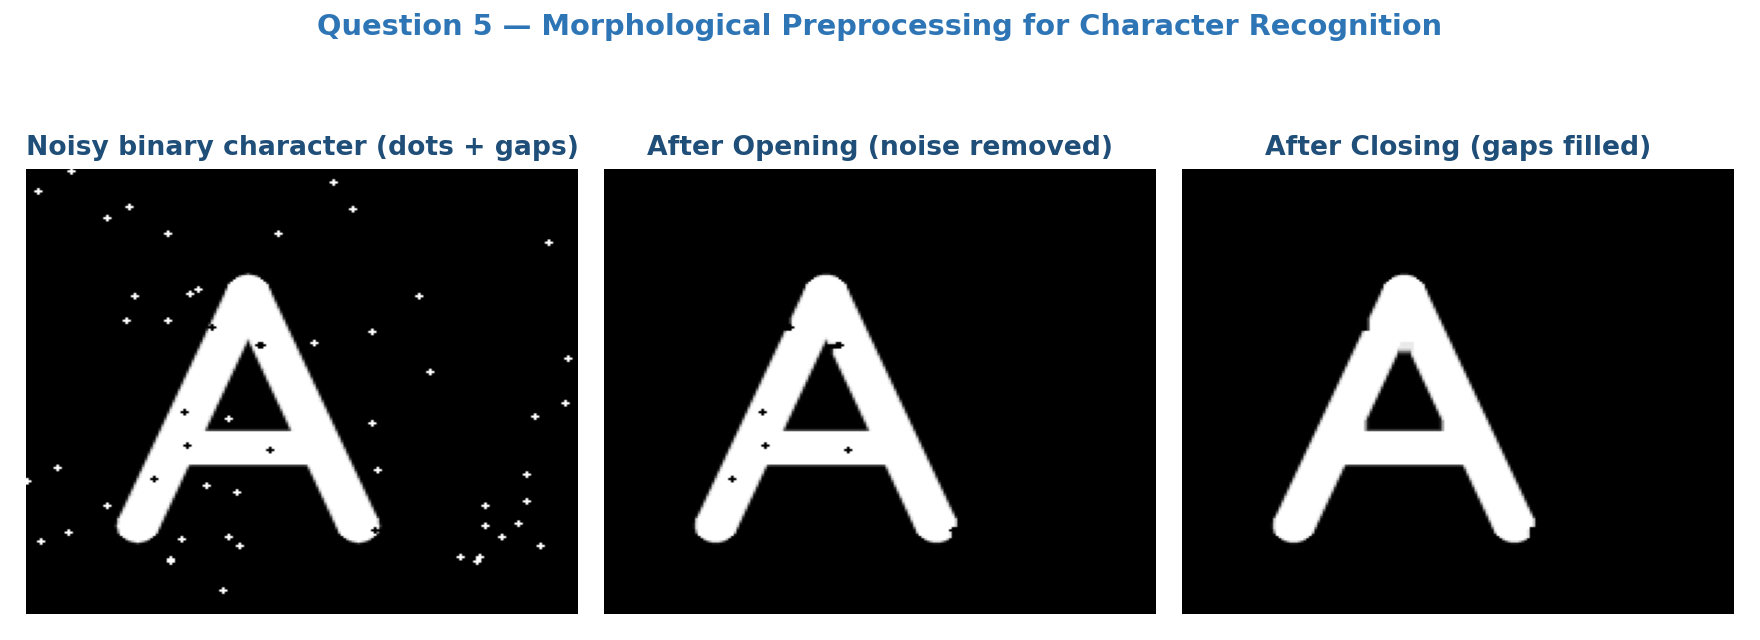 Question 5 — Morphological Preprocessing for Character Recognition
Noisy binary character (dots + gaps)
After Opening (noise removed)
After Closing (gaps filled)
A
A
A